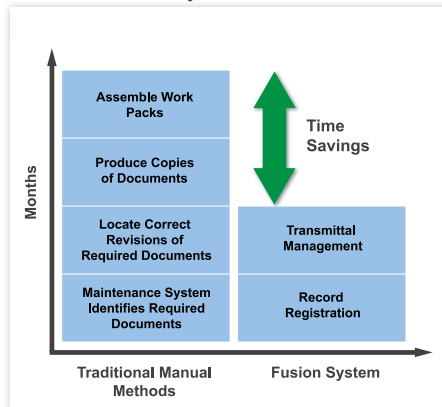 Assemble Work
Packs
Produce Copies
of Documents
Locate Correct
Revisions of
Required Documents
Maintenance System
Identifies Required
Documents
Time
Savings
Transmittal
Management
Record
Registration
Months
Traditional Manual
Methods
Fusion System